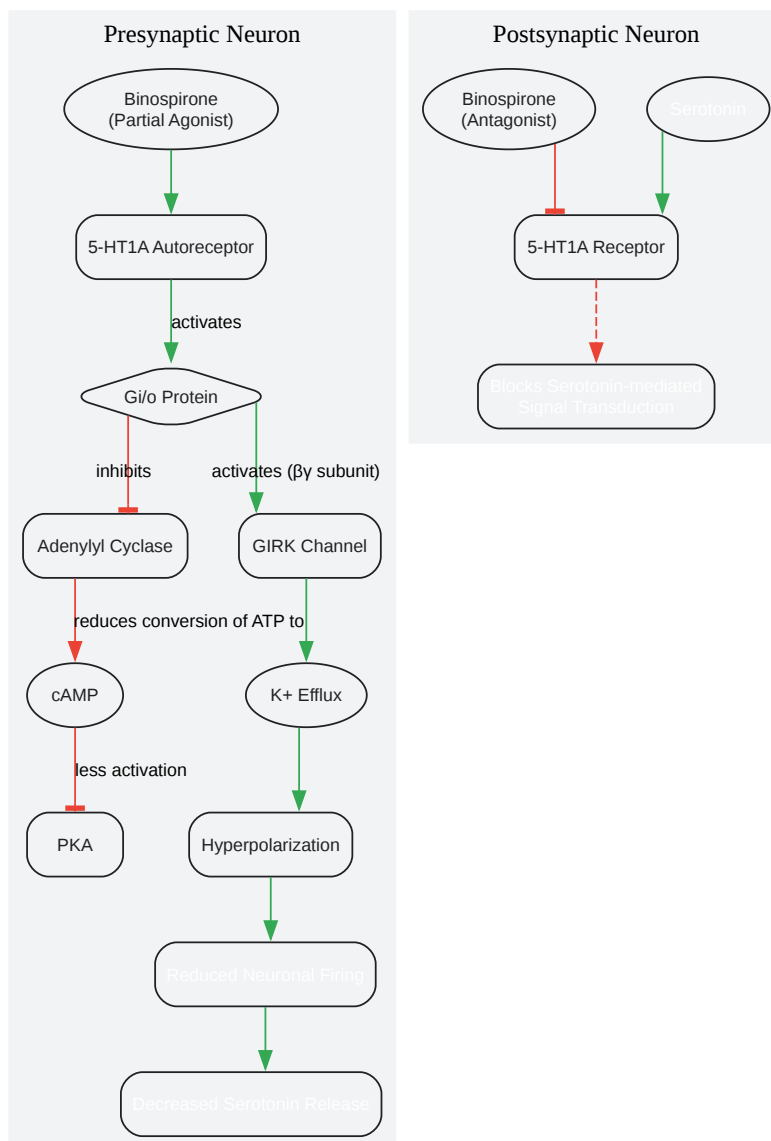 Presynaptic Neuron
Binospirone
(Partial Agonist)
5-HT1A Autoreceptor
activates
Gi/o Protein
inhibits
activates (βγ subunit)
Adenylyl Cyclase
GIRK Channel
reduces conversion of ATP to
cAMP
K+ Efflux
less activation
PKA
Hyperpolarization
Reduced Neuronal Firing
Decreased Serotonin Release
Postsynaptic Neuron
Binospirone
(Antagonist)
Serotonin
5-HT1A Receptor
Blocks Serotonin-mediated
Signal Transduction